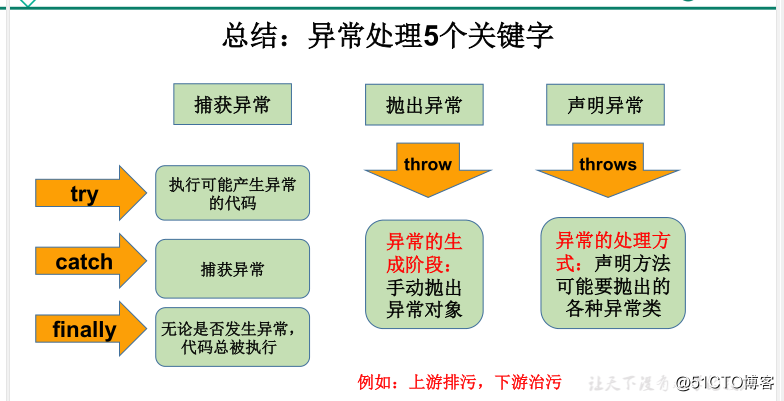 总结：异常处理5个关键字
捕获异常
抛出异常
声明异常
throw
throws
try
执行可能产生异常
的代码
catch
捕获异常
finally
无论是否发生异常，
代码总被执行
异常的生
成阶段：
手动抛出
异常对象
异常的处理方
式：声明方法
可能要抛出的
各种异常类
例如：上游排污，下游治污
让天下没有
@51CTO博客